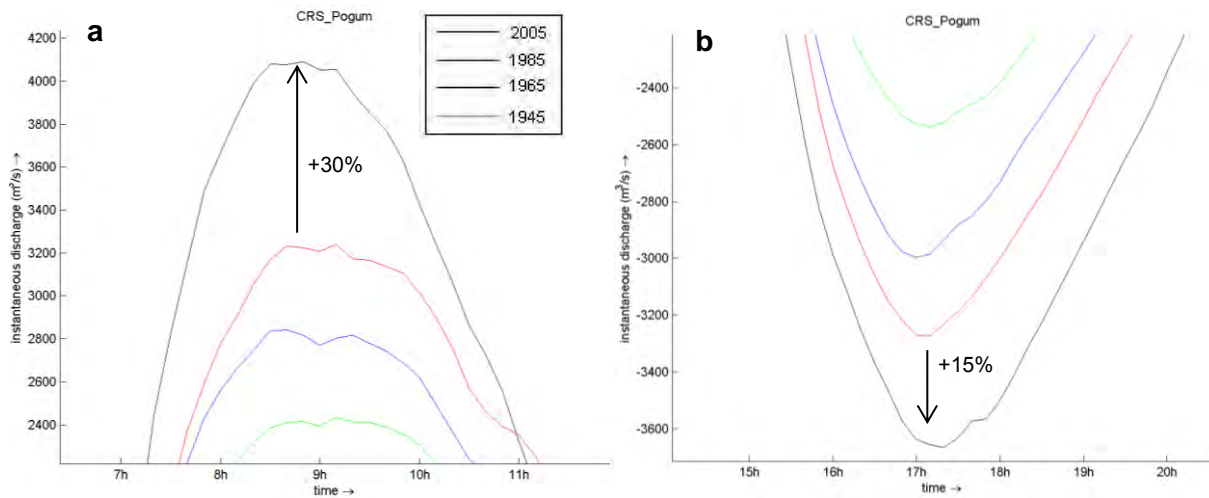 a
CRS_Pogum
instantaneous discharge (m³/s) →
4200
4000
3800
3600
3400
3200
3000
2800
2600
2400
2005
1985
1965
1945
+30%
7h
8h
9h
10h
11h
time →
b
CRS_Pogum
instantaneous discharge (m³/s) →
-2400
-2600
-2800
-3000
-3200
-3400
-3600
+15%
15h
16h
17h
18h
19h
20h
time →